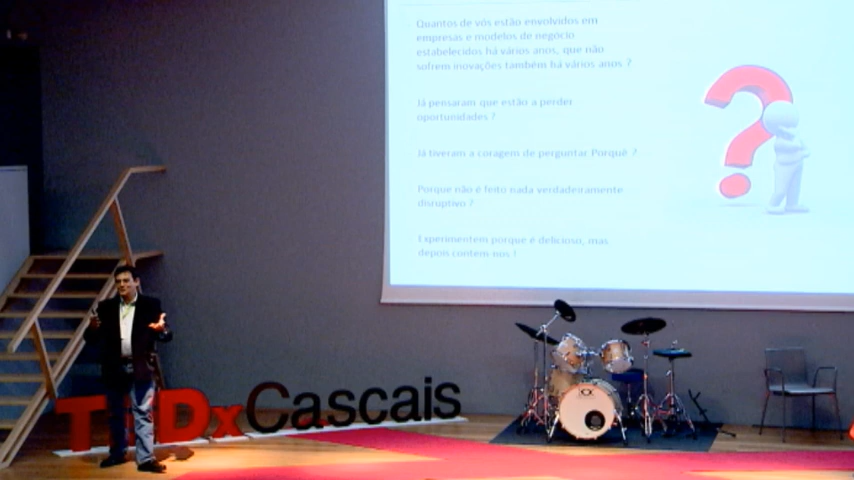 Quantos de vós estão envolvidos em
empresas e modelos de negócio
estabelecidos há vários anos, que não
sofrem inovações também há vários anos ?
Já pensaram que estão a perder
oportunidades ?
Já tiveram a coragem de perguntar Porquê ? ...
Porque não é feito nada verdadeiramente
disruptivo ?
Experimentem porque é delicioso, mas
depois contem-nos !
TEDxCascais